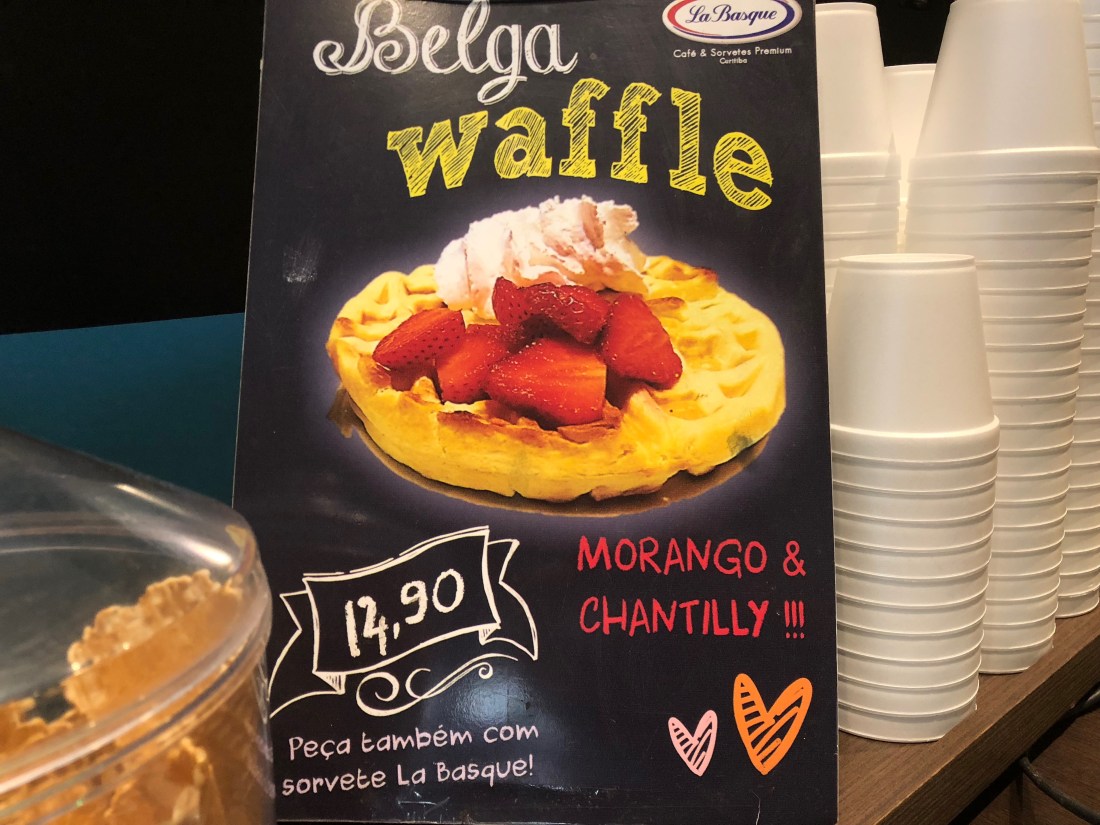 La Basque
Café & Sorvetes Premium
Curitiba
Belga
waffle
MORANGO &
CHANTILLY !!!
14,90
Peça também com
sorvete La Basque!